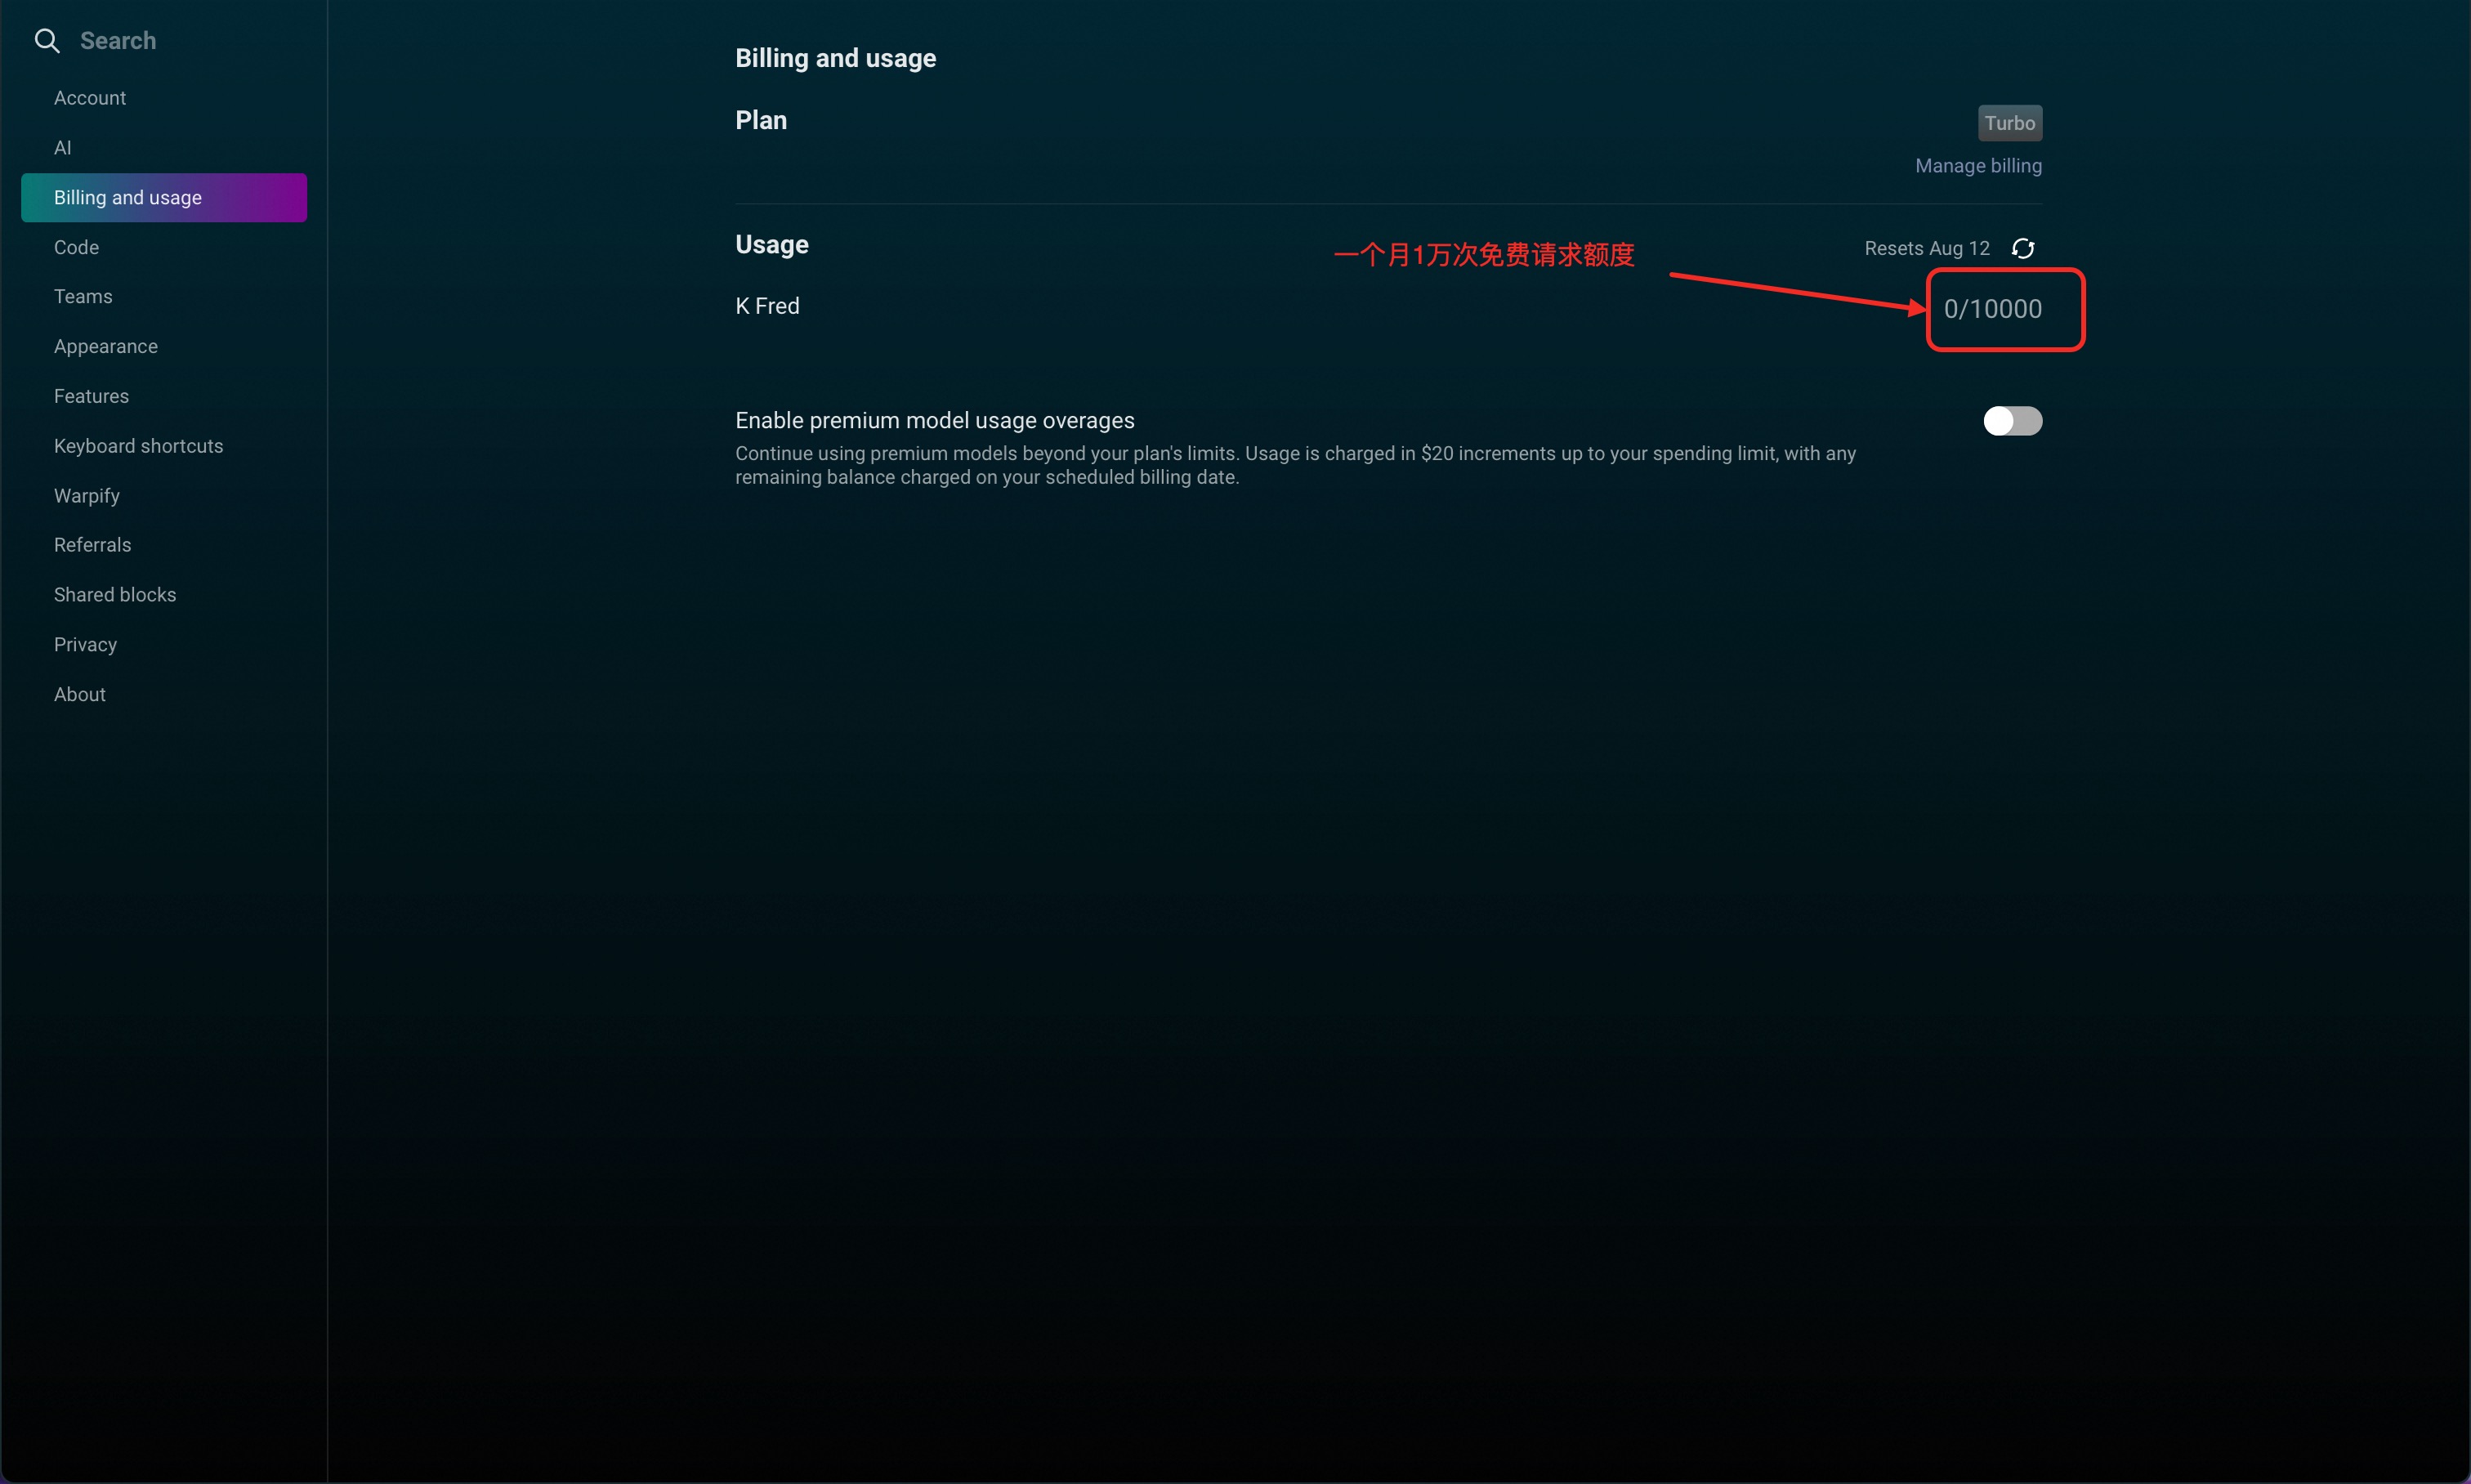 Search
Account
AI
Billing and usage
Code
Teams
Appearance
Features
Keyboard shortcuts
Warpify
Referrals
Shared blocks
Privacy
About
Billing and usage
Plan
Turbo
Manage billing
Usage
一个月1万次免费请求额度
Resets Aug 12
K Fred
0/10000
Enable premium model usage overages
Continue using premium models beyond your plan's limits. Usage is charged in $20 increments up to your spending limit, with any
remaining balance charged on your scheduled billing date.